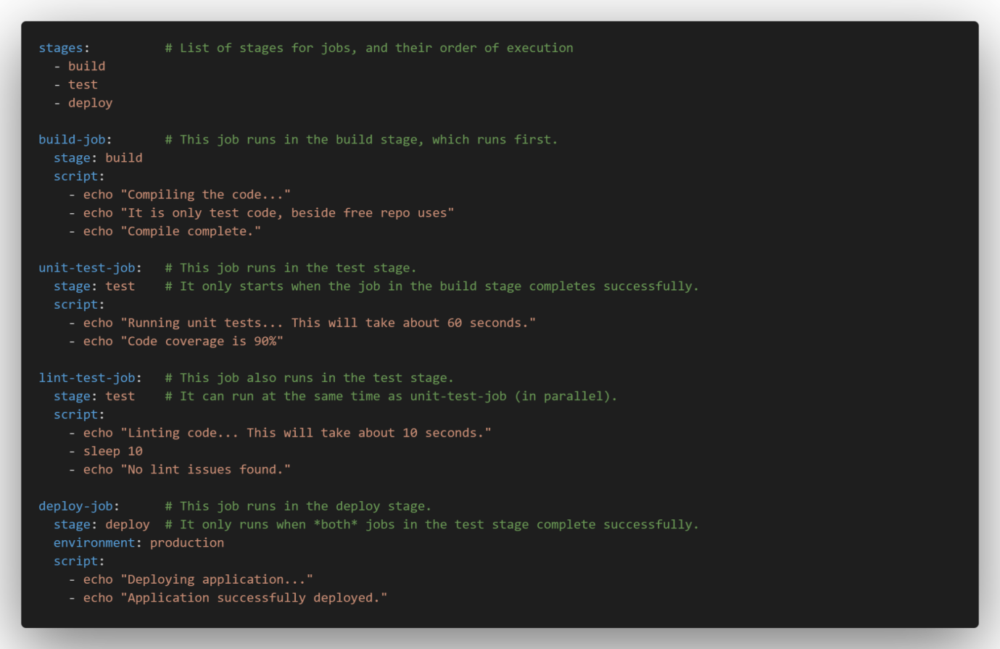 stages:          # List of stages for jobs, and their order of execution
  - build
  - test
  - deploy

build-job:       # This job runs in the build stage, which runs first.
  stage: build
  script:
    - echo "Compiling the code..."
    - echo "It is only test code, beside free repo uses"
    - echo "Compile complete."

unit-test-job:   # This job runs in the test stage.
  stage: test    # It only starts when the job in the build stage completes successfully.
  script:
    - echo "Running unit tests... This will take about 60 seconds."
    - echo "Code coverage is 90%"

lint-test-job:   # This job also runs in the test stage.
  stage: test    # It can run at the same time as unit-test-job (in parallel).
  script:
    - echo "Linting code... This will take about 10 seconds."
    - sleep 10
    - echo "No lint issues found."

deploy-job:      # This job runs in the deploy stage.
  stage: deploy  # It only runs when *both* jobs in the test stage complete successfully.
  environment: production
  script:
    - echo "Deploying application..."
    - echo "Application successfully deployed."